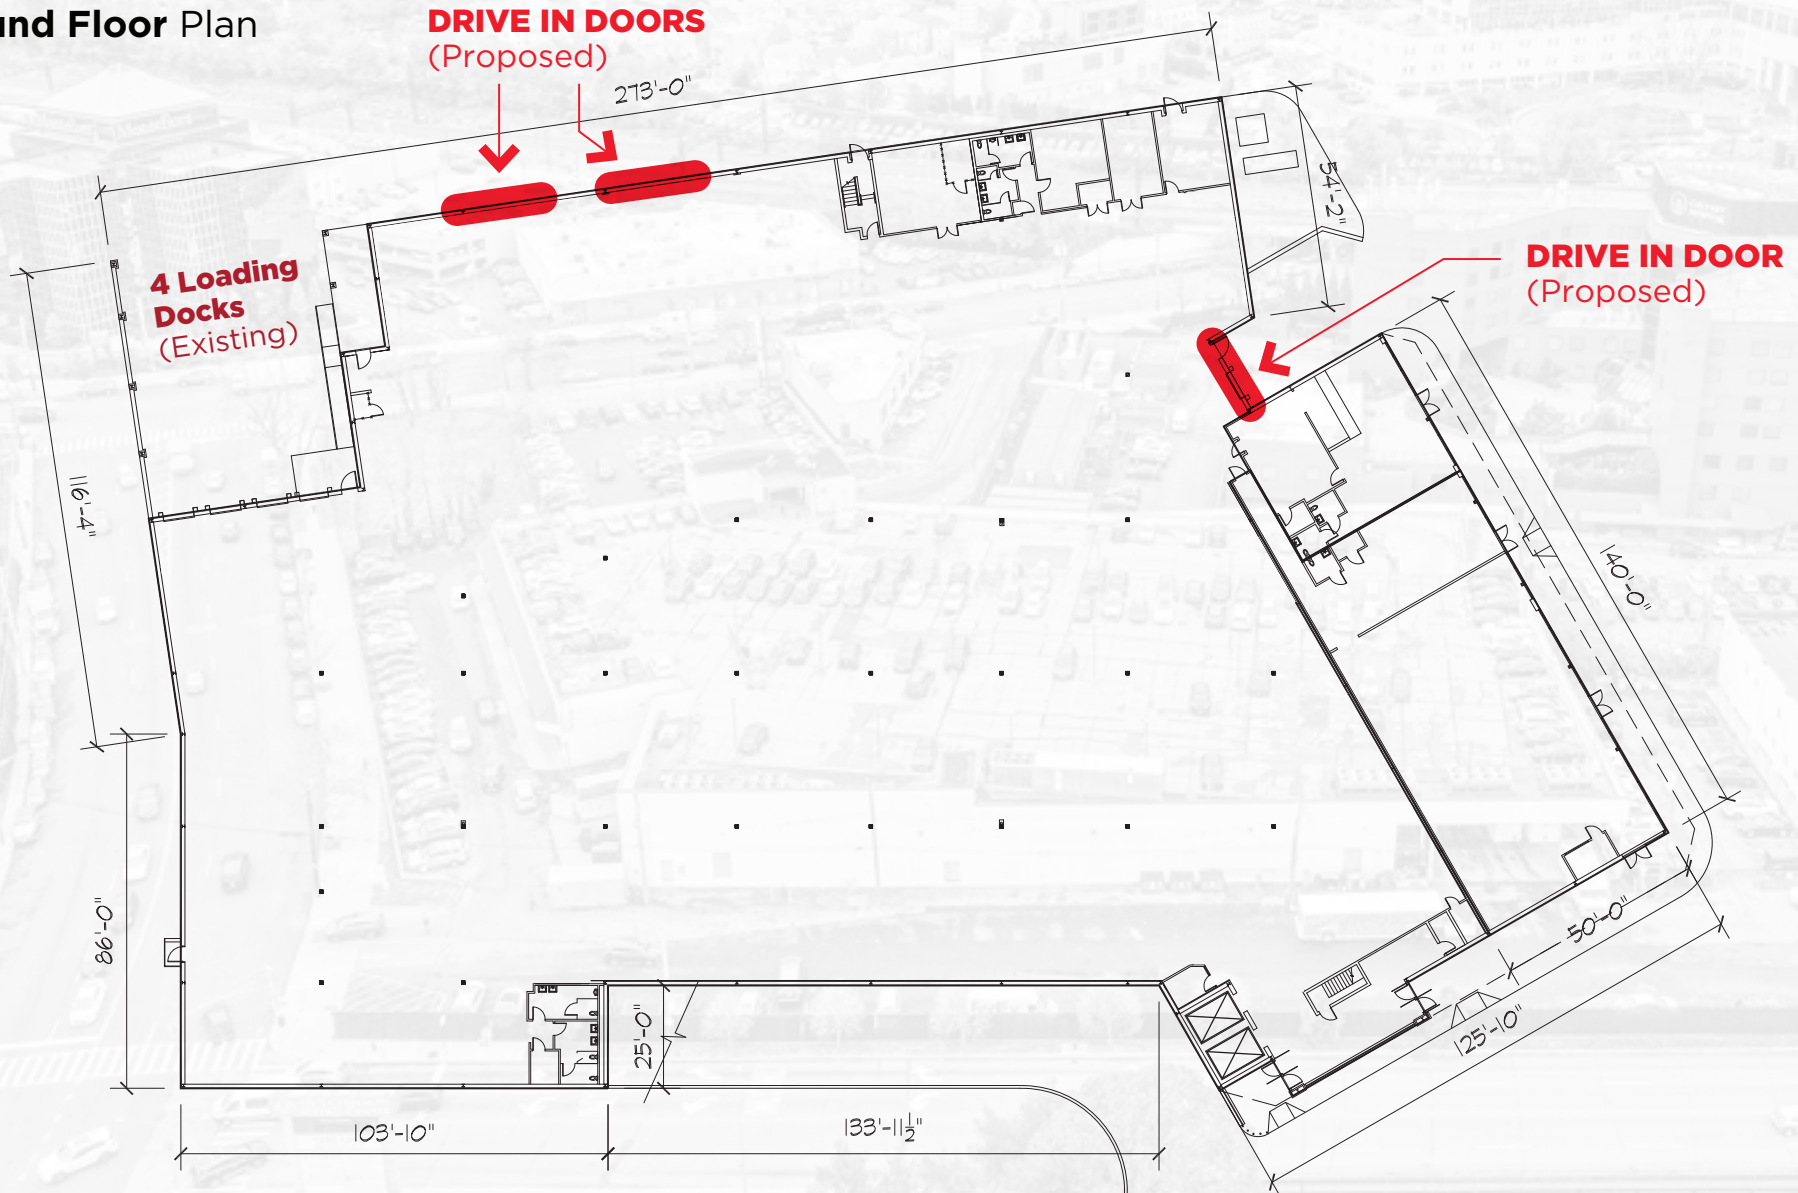 und Floor Plan
DRIVE IN DOORS
(Proposed)
273'-0"
54'-2"
4 Loading
Docks
(Existing)
DRIVE IN DOOR
(Proposed)
116'-4"
140'-0"
86'-0"
50'-0"
25'-0"
125'-10"
103'-10"
133'-11½"